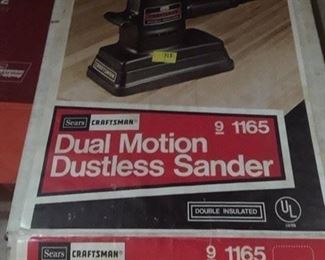 Sears CRAFTSMAN®
9 1165
Dual Motion
Dustless Sander
DOUBLE INSULATED
UL
Sears CRAFTSMAN®
9 1165